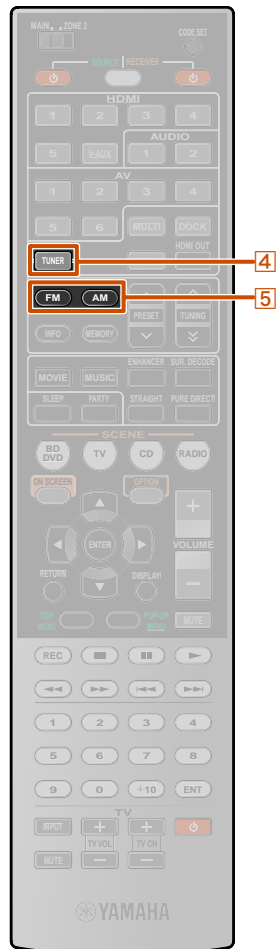 MAIN ZONE 2 CODE SET
SOURCE RECEIVER
HDMI
1 2 3 4
AUDIO
5 V-AUX 1 2
AV
1 2 3 4
5 6 MULTI DOCK
HDMI OUT
TUNER 4
FM AM 5
PRESET TUNING
INFO MEMORY
ENHANCER SUR. DECODE
MOVIE MUSIC
SLEEP PARTY STRAIGHT PURE DIRECT
SCENE
BD DVD TV CD RADIO
ON SCREEN OPTION
ENTER
VOLUME
RETURN DISPLAY
TOP MENU POP-UP MENU MUTE
REC
1 2 3 4
5 6 7 8
9 0 +10 ENT
TV
INPUT
TV VOL TV CH
MUTE
YAMAHA